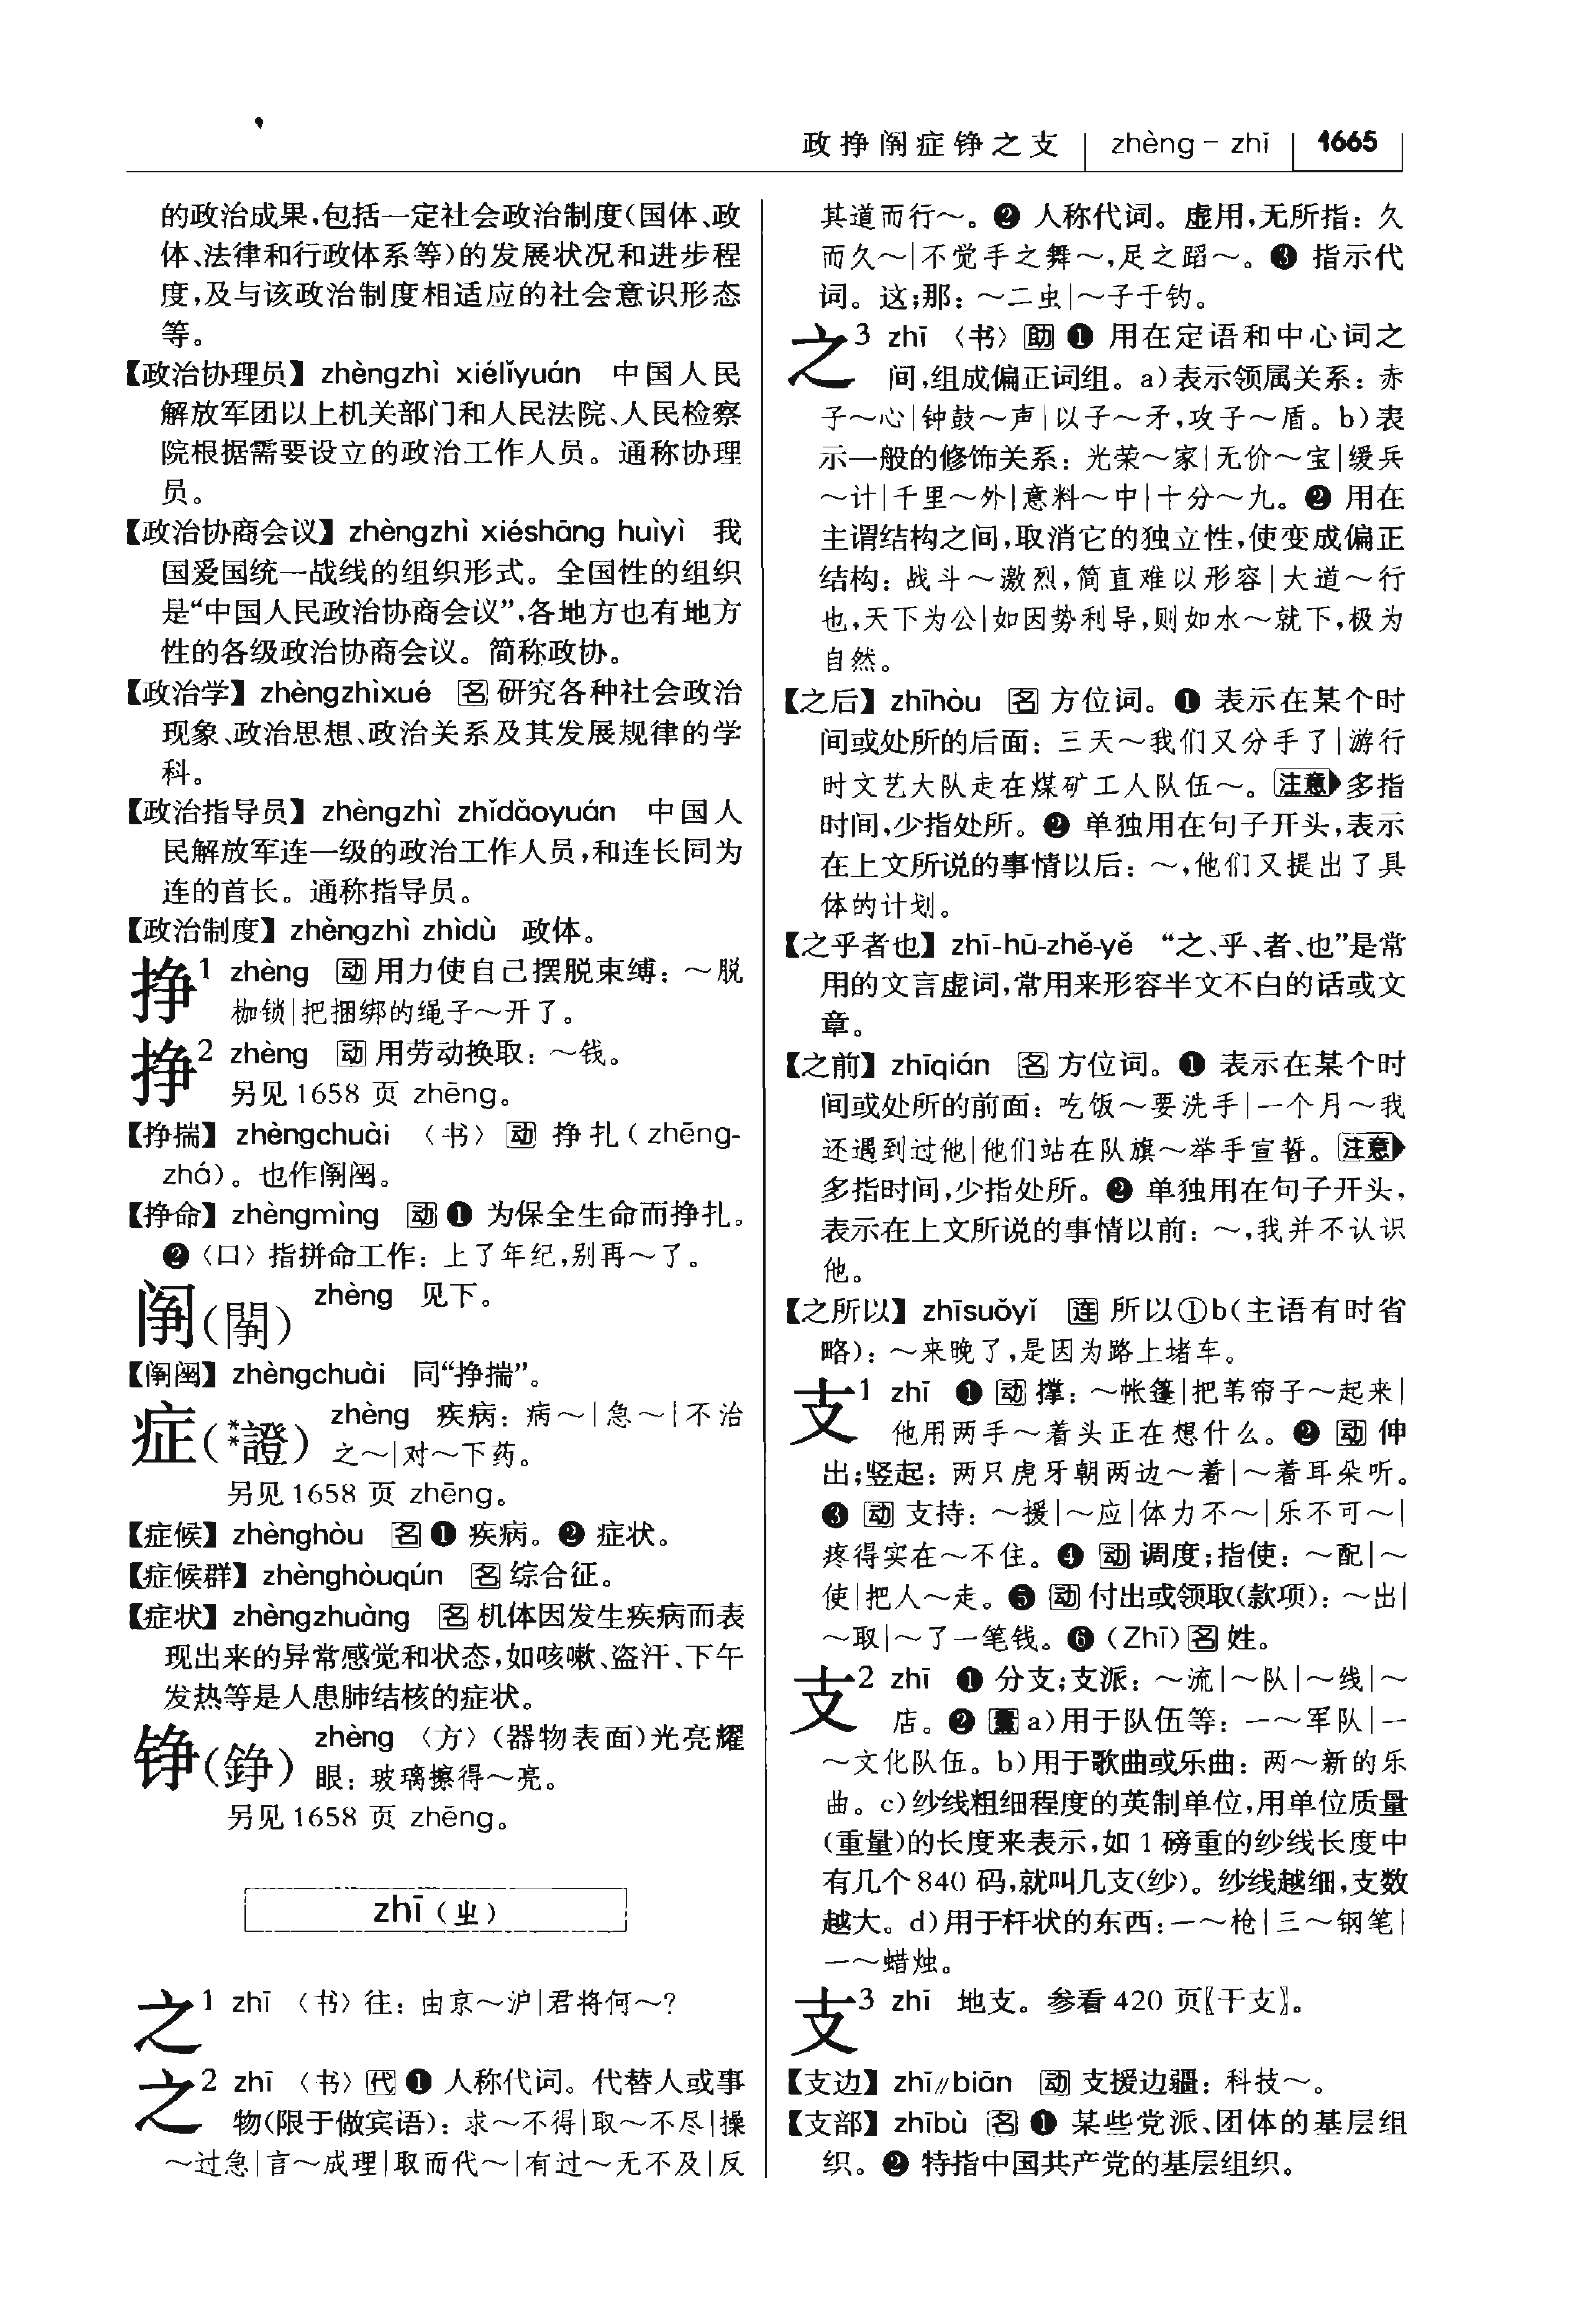 政挣𫔶症铮之支 zhèng－zhī 1665
的政治成果,包括一定社会政治制度(国体、政
体、法律和行政体系等)的发展状况和进步程
度,及与该政治制度相适应的社会意识形态
等。
【政治协理员】 zhèngzhì xiélǐyuán 中国人民
解放军团以上机关部门和人民法院、人民检察
院根据需要设立的政治工作人员。通称协理
员。
【政治协商会议】 zhèngzhì xiéshāng huìyì 我
国爱国统一战线的组织形式。全国性的组织
是“中国人民政治协商会议”,各地方也有地方
性的各级政治协商会议。简称政协。
【政治学】 zhèngzhìxué 名 研究各种社会政治
现象、政治思想、政治关系及其发展规律的学
科。
【政治指导员】 zhèngzhì zhǐdǎoyuán 中国人
民解放军连一级的政治工作人员,和连长同为
连的首长。通称指导员。
【政治制度】 zhèngzhì zhìdù 政体。
挣1 zhèng 动 用力使自己摆脱束缚: ～脱
枷锁|把捆绑的绳子～开了。
挣2 zhèng 动 用劳动换取: ～钱。
另见1658 页 zhēng。
【挣揣】 zhèngchuài 〈书〉 动 挣扎( zhēng-
zhá)。也作𫔶𫔰。
【挣命】 zhèngmìng 动 ❶ 为保全生命而挣扎。
❷〈口〉指拼命工作: 上了年纪,别再～了。
𫔶(䦛) zhèng 见下。
【𫔶𫔰】 zhèngchuài 同“挣揣”。
症(**證) zhèng 疾病: 病～|急～|不治
之～|对～下药。
另见1658 页 zhēng。
【症候】 zhènghòu 名 ❶ 疾病。❷ 症状。
【症候群】 zhènghòuqún 名 综合征。
【症状】 zhèngzhuàng 名 机体因发生疾病而表
现出来的异常感觉和状态,如咳嗽、盗汗、下午
发热等是人患肺结核的症状。
铮(錚) zhèng 〈方〉(器物表面)光亮耀
眼: 玻璃擦得～亮。
另见1658 页 zhēng。
zhī (ㄓ)
之1 zhī 〈书〉往: 由京～沪|君将何～?
之2 zhī 〈书〉代 ❶ 人称代词。代替人或事
物(限于做宾语): 求～不得|取～不尽|操
～过急|言～成理|取而代～|有过～无不及|反
其道而行～。❷ 人称代词。虚用,无所指: 久
而久～|不觉手之舞～,足之蹈～。❸ 指示代
词。这;那: ～二虫|～子于钓。
之3 zhī 〈书〉助 ❶ 用在定语和中心词之
间,组成偏正词组。a)表示领属关系: 赤
子～心|钟鼓～声|以子～矛,攻子～盾。b)表
示一般的修饰关系: 光荣～家|无价～宝|缓兵
～计|千里～外|意料～中|十分～九。❷ 用在
主谓结构之间,取消它的独立性,使变成偏正
结构: 战斗～激烈,简直难以形容|大道～行
也,天下为公|如因势利导,则如水～就下,极为
自然。
【之后】 zhīhòu 名 方位词。❶ 表示在某个时
间或处所的后面: 三天～我们又分手了|游行
时文艺大队走在煤矿工人队伍～。注意 多指
时间,少指处所。❷ 单独用在句子开头,表示
在上文所说的事情以后: ～,他们又提出了具
体的计划。
【之乎者也】 zhī-hū-zhě-yě “之、乎、者、也”是常
用的文言虚词,常用来形容半文不白的话或文
章。
【之前】 zhīqián 名 方位词。❶ 表示在某个时
间或处所的前面: 吃饭～要洗手|一个月～我
还遇到过他|他们站在队旗～举手宣誓。注意
多指时间,少指处所。❷ 单独用在句子开头,
表示在上文所说的事情以前: ～,我并不认识
他。
【之所以】 zhīsuǒyǐ 连 所以①b(主语有时省
略): ～来晚了,是因为路上堵车。
支1 zhī ❶ 动 撑: ～帐篷|把苇帘子～起来|
他用两手～着头正在想什么。❷ 动 伸
出;竖起: 两只虎牙朝两边～着|～着耳朵听。
❸ 动 支持: ～援|～应|体力不～|乐不可～|
疼得实在～不住。❹ 动 调度;指使: ～配|～
使|把人～走。❺ 动 付出或领取(款项): ～出|
～取|～了一笔钱。❻ (Zhī) 名 姓。
支2 zhī ❶ 分支;支派: ～流|～队|～线|～
店。❷ 量 a)用于队伍等: 一～军队|一
～文化队伍。b)用于歌曲或乐曲: 两～新的乐
曲。c)纱线粗细程度的英制单位,用单位质量
(重量)的长度来表示,如 1 磅重的纱线长度中
有几个840 码,就叫几支(纱)。纱线越细,支数
越大。d)用于杆状的东西: 一～枪|三～钢笔|
一～蜡烛。
支3 zhī 地支。参看420 页〖干支〗。
【支边】 zhī∥biān 动 支援边疆: 科技～。
【支部】 zhībù 名 ❶ 某些党派、团体的基层组
织。❷ 特指中国共产党的基层组织。